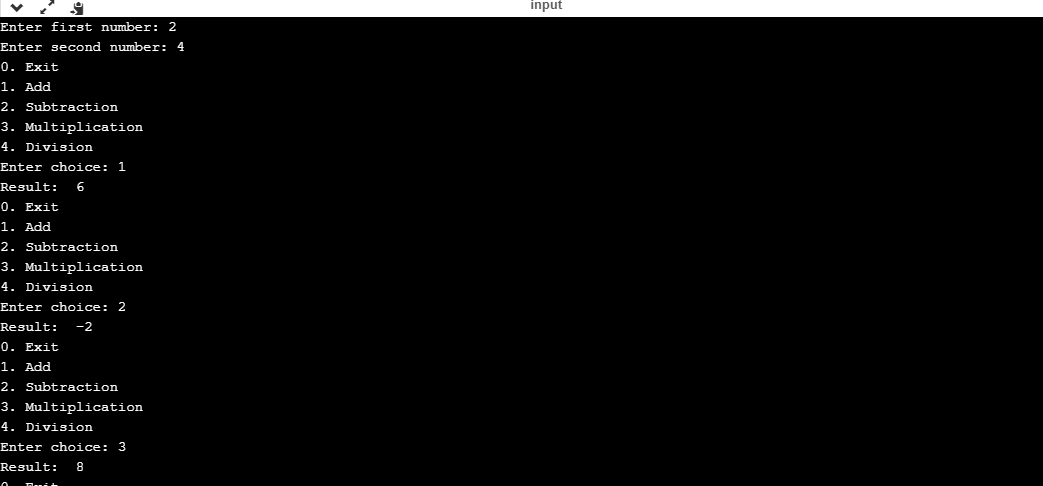 input
Enter first number: 2
Enter second number: 4
0. Exit
1. Add
2. Subtraction
3. Multiplication
4. Division
Enter choice: 1
Result:  6
0. Exit
1. Add
2. Subtraction
3. Multiplication
4. Division
Enter choice: 2
Result:  -2
0. Exit
1. Add
2. Subtraction
3. Multiplication
4. Division
Enter choice: 3
Result:  8
0. Exit